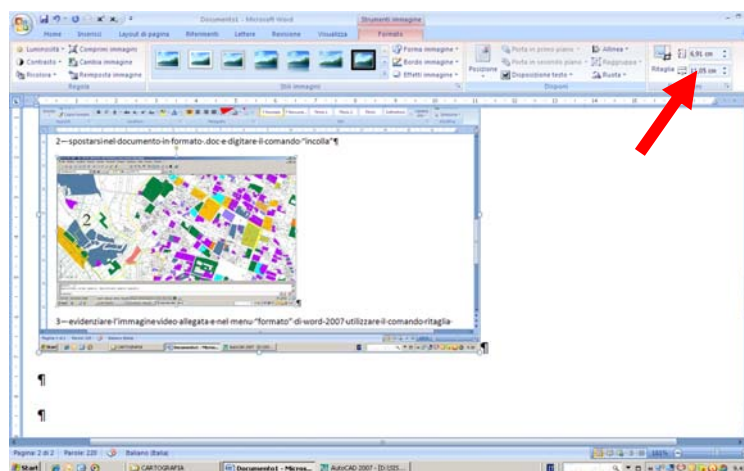 Documento1 - Microsoft Word
Strumenti immagine
Home Inserisci Layout di pagina Riferimenti Lettere Revisione Visualizza Formato
Luminosità Comprimi immagini
Contrasto Cambia immagine
Ricolora Reimposta immagine
Forma immagine
Bordo immagine
Effetti immagine
Posizione
Porta in primo piano
Porta in secondo piano
Disposizione testo
Allinea
Raggruppa
Ruota
Ritaglia
6,91 cm
Regola Stili immagini Disponi
2—spostarsi nel documento in formato .doc e digitare il comando "incolla"¶
2
3—evidenziare l'immagine video allegata e nel menu "formato" di word 2007 utilizzare il comando ritaglia
¶
¶
¶
Pagina: 2 di 2 Parole: 220 Italiano (Italia) 101%
Start CARTOGRAFIA Documento1 - Micros... AutoCAD 2007 -